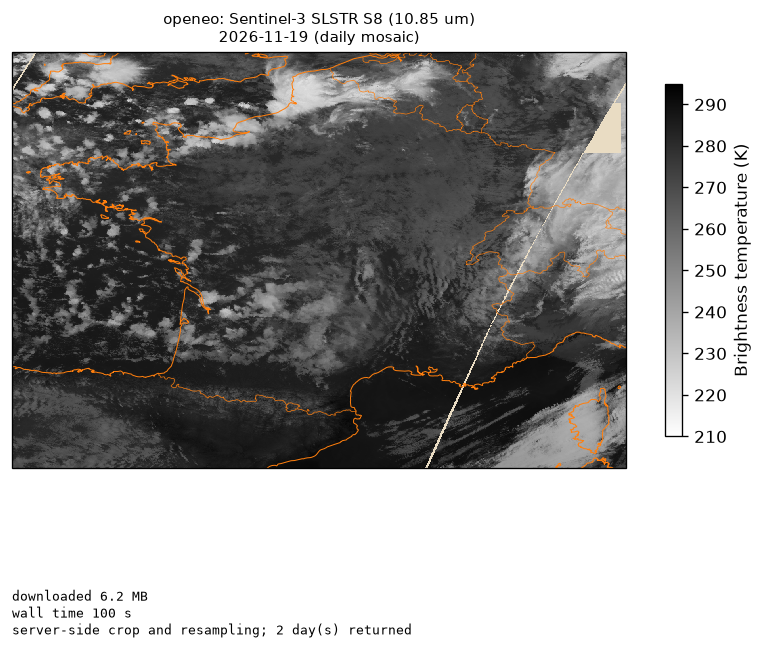 openeo: Sentinel-3 SLSTR S8 (10.85 um)
2026-11-19 (daily mosaic)
290
280
270
260
250
240
230
220
210
Brightness temperature (K)
downloaded 6.2 MB
wall time 100 s
server-side crop and resampling; 2 day(s) returned